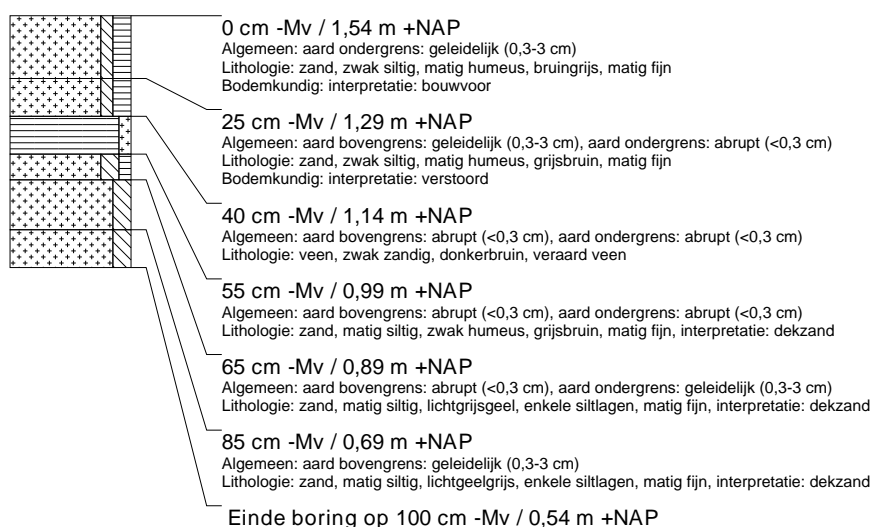 0 cm -Mv / 1,54 m +NAP
Algemeen: aard ondergrens: geleidelijk (0,3-3 cm)
Lithologie: zand, zwak siltig, matig humeus, bruingrijs, matig fijn
Bodemkundig: interpretatie: bouwvoor
25 cm -Mv / 1,29 m +NAP
Algemeen: aard bovengrens: geleidelijk (0,3-3 cm), aard ondergrens: abrupt (<0,3 cm)
Lithologie: zand, zwak siltig, matig humeus, grijsbruin, matig fijn
Bodemkundig: interpretatie: verstoord
40 cm -Mv / 1,14 m +NAP
Algemeen: aard bovengrens: abrupt (<0,3 cm), aard ondergrens: abrupt (<0,3 cm)
Lithologie: veen, zwak zandig, donkerbruin, veraard veen
55 cm -Mv / 0,99 m +NAP
Algemeen: aard bovengrens: abrupt (<0,3 cm), aard ondergrens: abrupt (<0,3 cm)
Lithologie: zand, matig siltig, zwak humeus, grijsbruin, matig fijn, interpretatie: dekzand
65 cm -Mv / 0,89 m +NAP
Algemeen: aard bovengrens: abrupt (<0,3 cm), aard ondergrens: geleidelijk (0,3-3 cm)
Lithologie: zand, matig siltig, lichtgrijsgeel, enkele siltlagen, matig fijn, interpretatie: dekzand
85 cm -Mv / 0,69 m +NAP
Algemeen: aard bovengrens: geleidelijk (0,3-3 cm)
Lithologie: zand, matig siltig, lichtgeelgrijs, enkele siltlagen, matig fijn, interpretatie: dekzand
Einde boring op 100 cm -Mv / 0,54 m +NAP